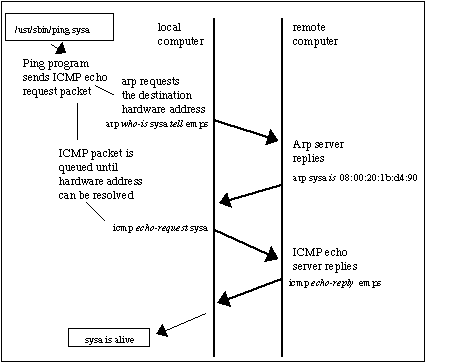 /usr/sbin/ping sysa
local
computer
remote
computer
Ping program
sends ICMP echo
request packet
arp requests
the destination
hardware address
arp who-is sysa tell emps
Arp server
replies
arp sysa is 08:00:20:1b:d4:90
ICMP packet is
queued until
hardware address
can be resolved
icmp echo-request sysa
ICMP echo
server replies
icmp echo-reply emps
sysa is alive